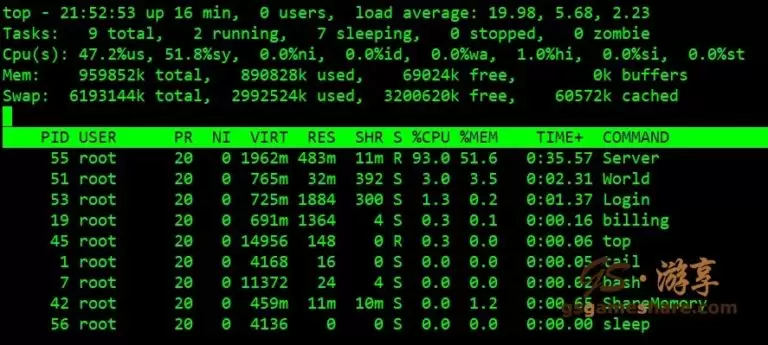 top - 21:52:53 up 16 min, 0 users, load average: 19.98, 5.68, 2.23
Tasks: 9 total, 2 running, 7 sleeping, 0 stopped, 0 zombie
Cpu(s): 47.2%us, 51.8%sy, 0.0%ni, 0.0%id, 0.0%wa, 1.0%hi, 0.0%si, 0.0%st
Mem: 959852k total, 890828k used, 69024k free, 0k buffers
Swap: 6193144k total, 2992524k used, 3200620k free, 60572k cached
PID USER PR NI VIRT RES SHR S %CPU %MEM TIME+ COMMAND
55 root 20 0 1962m 483m 11m R 93.0 51.6 0:35.57 Server
51 root 20 0 765m 32m 392 S 3.0 3.5 0:02.31 World
53 root 20 0 725m 1884 300 S 1.3 0.2 0:01.37 Login
19 root 20 0 691m 1364 4 S 0.3 0.1 0:00.16 billing
45 root 20 0 14956 148 0 R 0.3 0.0 0:00.06 top
1 root 20 0 4168 16 0 S 0.0 0.0 0:00.05 tail
7 root 20 0 11372 24 4 S 0.0 0.0 0:00.02 bash
42 root 20 0 459m 11m 10m S 0.0 1.2 0:00.65 ShareMemory
56 root 20 0 4136 0 0 S 0.0 0.0 0:00.00 sleep
GS·游享
gsgameshare.com